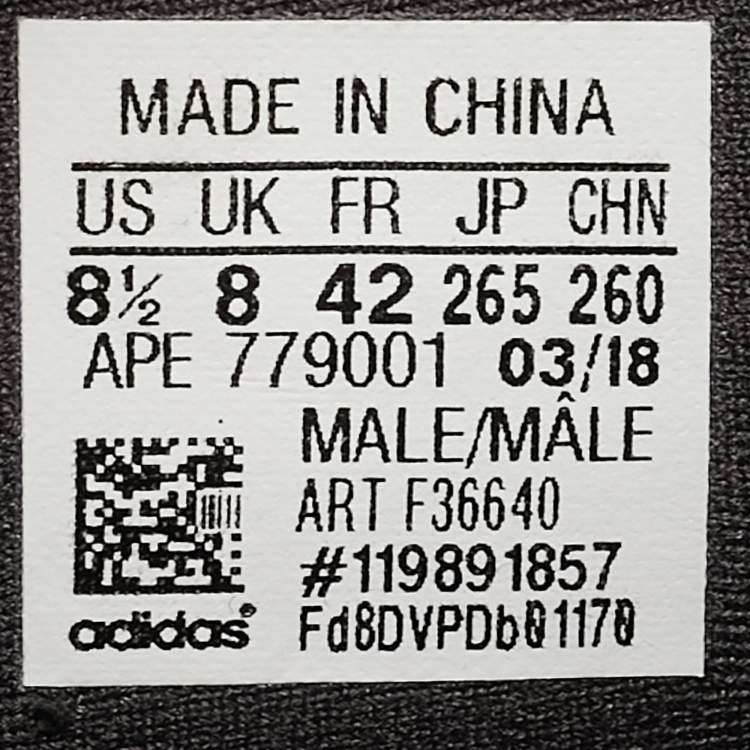 MADE IN CHINA
US UK FR JP CHN
8½ 8 42 265 260
APE 779001 03/18
MALE/MÂLE
ART F36640
#119891857
adidas® Fd8DVPDb01170